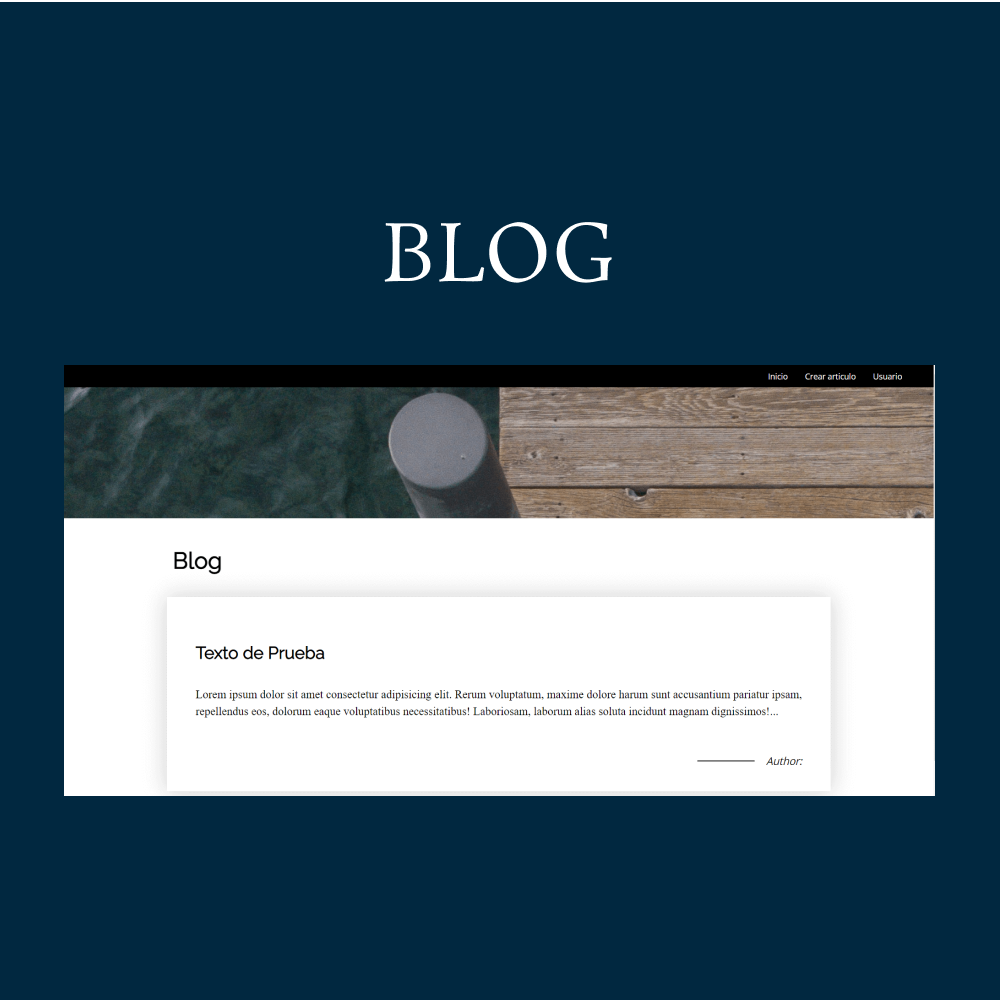 BLOG
Inicio Crear artículo Usuario
Blog
Texto de Prueba
Lorem ipsum dolor sit amet consectetur adipisicing elit. Rerum voluptatum, maxime dolore harum sunt accusantium pariatur ipsam,
repellendus eos, dolorum eaque voluptatibus necessitatibus! Laboriosam, laborum alias soluta incidunt magnam dignissimos!...
Author: